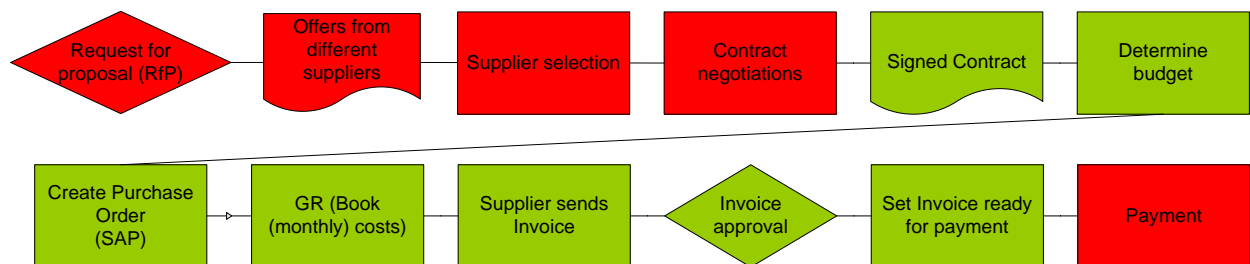 Request for
proposal (RfP)
Offers from
different
suppliers
Supplier selection
Contract
negotiations
Signed Contract
Determine
budget
Create Purchase
Order
(SAP)
GR (Book
(monthly) costs)
Supplier sends
Invoice
Invoice
approval
Set Invoice ready
for payment
Payment